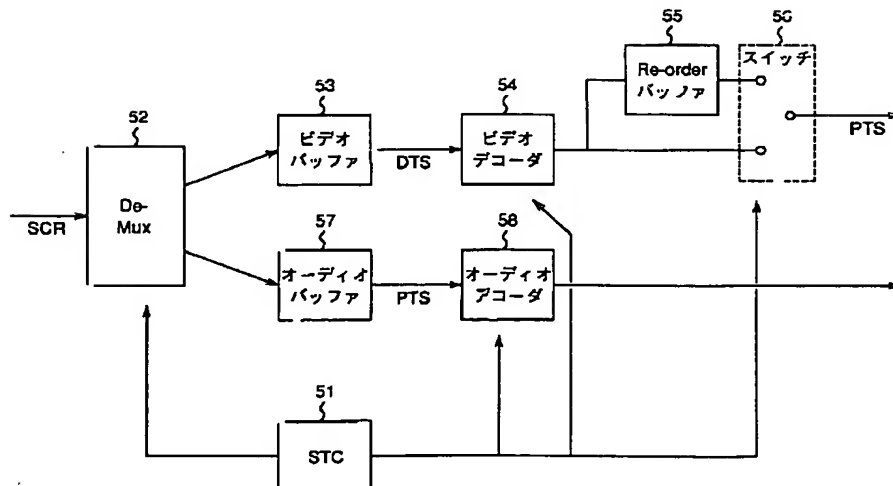 55
50
Re-order
バッファ
スイッチ
53
54
52
ビデオ
バッファ
ビデオ
デコーダ
DTS
PTS
De-
Mux
SCR
57
58
オーディオ
バッファ
オーディオ
デコーダ
PTS
51
STC